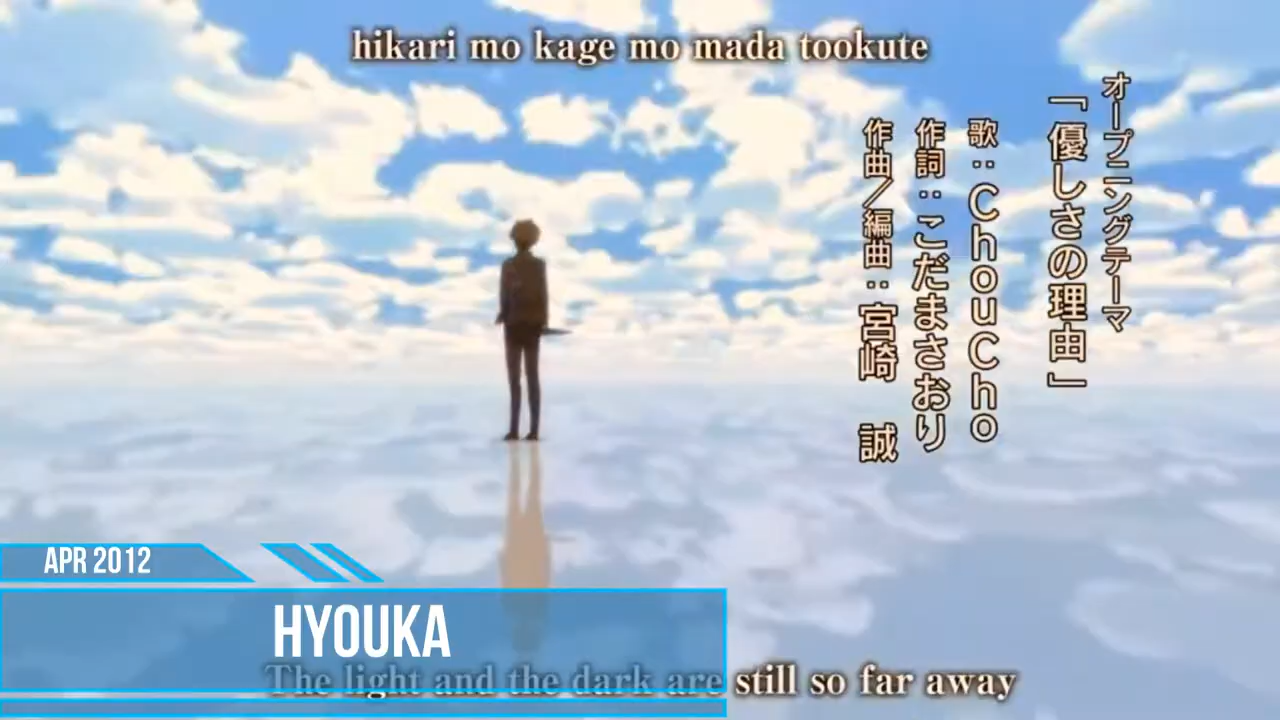 hikari mo kage mo mada tookute
オープニングテーマ
「優しさの理由」
歌：ChouCho
作詞：こだまさおり
作曲／編曲：宮崎　誠
APR 2012
HYOUKA
The light and the dark are still so far away